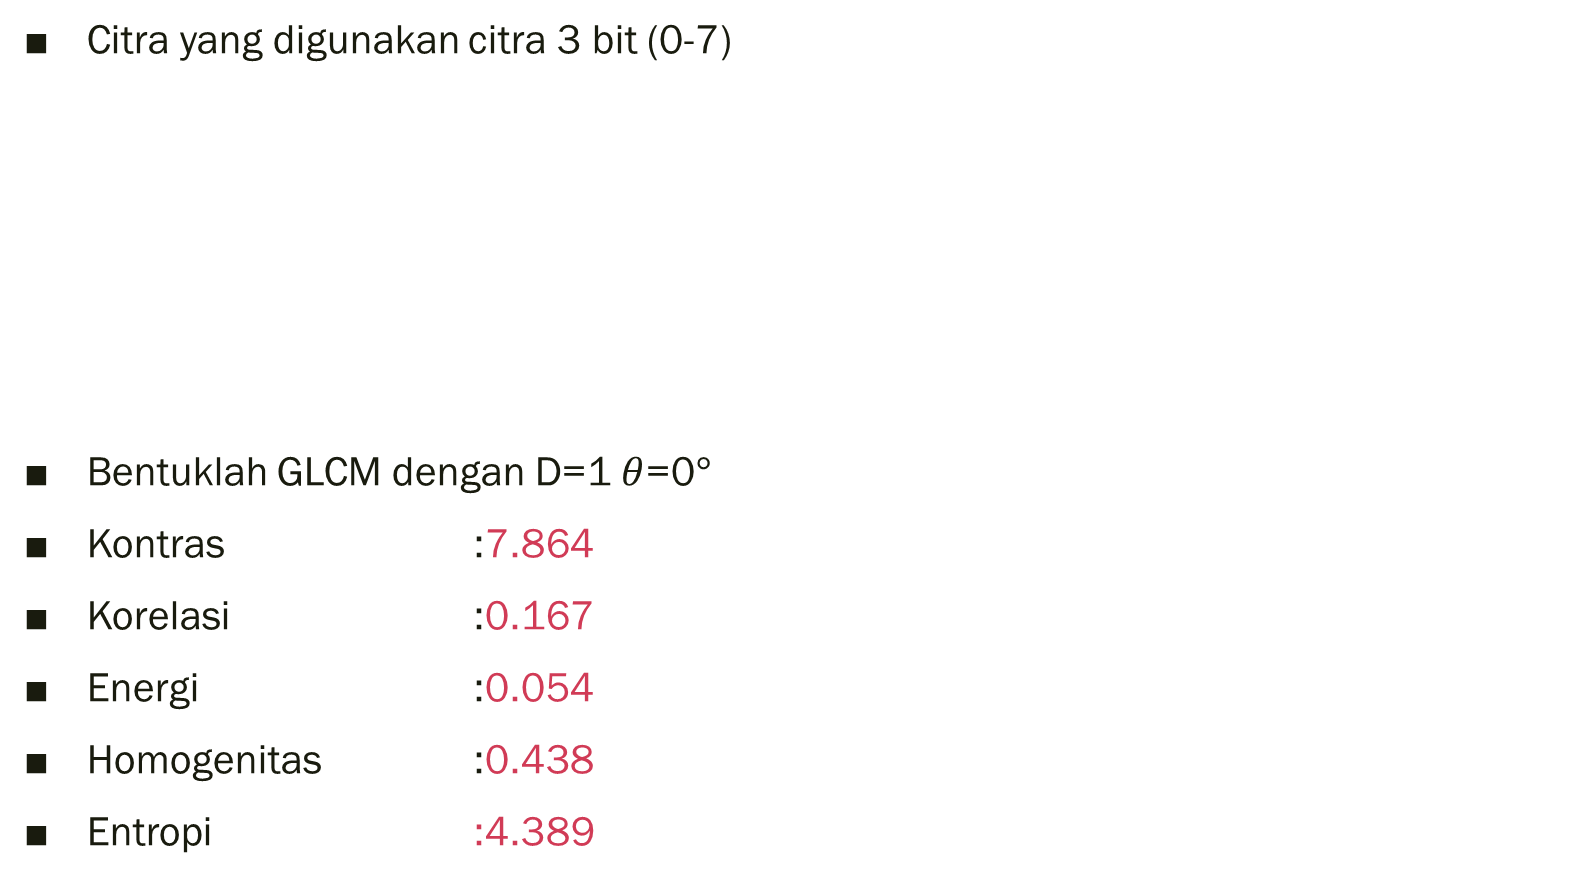 ■ Citra yang digunakan citra 3 bit (0-7)
■ Bentuklah GLCM dengan D=1 θ=0°
■ Kontras :7.864
■ Korelasi :0.167
■ Energi :0.054
■ Homogenitas :0.438
■ Entropi :4.389